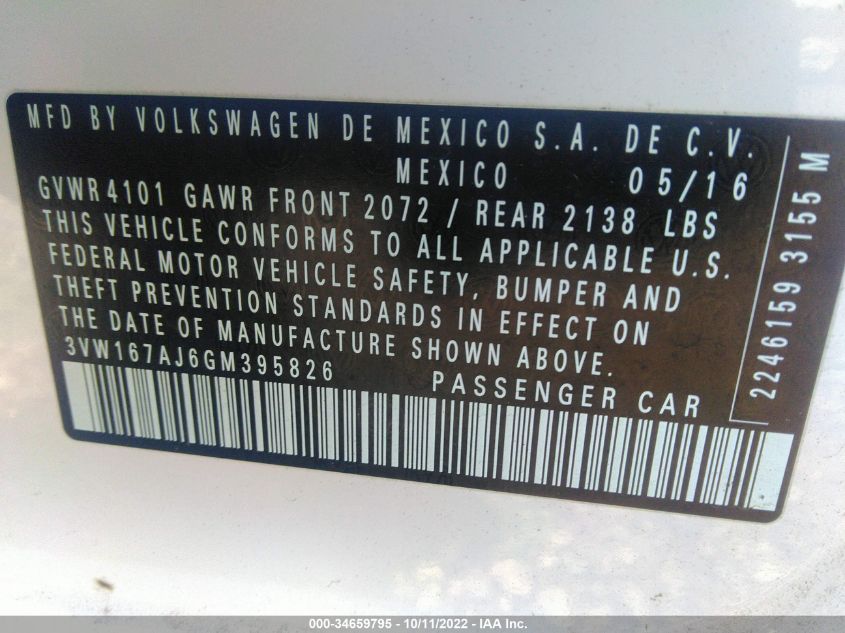 MFD BY VOLKSWAGEN DE MEXICO S.A. DE C.V.
MEXICO 05/16
GVWR4101 GAWR FRONT 2072 / REAR 2138 LBS
THIS VEHICLE CONFORMS TO ALL APPLICABLE U.S.
FEDERAL MOTOR VEHICLE SAFETY, BUMPER AND
THEFT PREVENTION STANDARDS IN EFFECT ON
THE DATE OF MANUFACTURE SHOWN ABOVE.
3VW167AJ6GM395826 PASSENGER CAR
2246159 3155 M
000-34659795 - 10/11/2022 - IAA Inc.